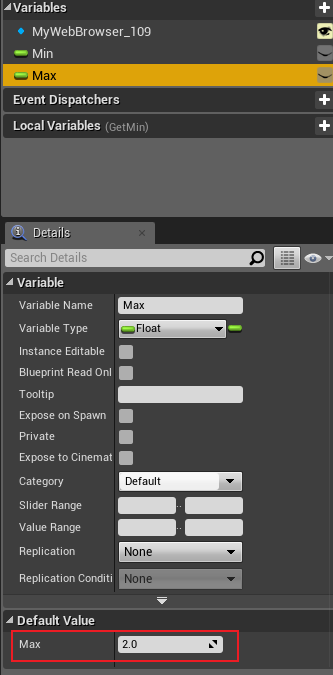 Variables
MyWebBrowser_109
Min
Max
Event Dispatchers
Local Variables (GetMin)
Details
Search Details
Variable
Variable Name Max
Variable Type Float
Instance Editable
Blueprint Read Onl
Tooltip
Expose on Spawn
Private
Expose to Cinemat
Category Default
Slider Range ..
Value Range ..
Replication None
Replication Conditi None
Default Value
Max 2.0